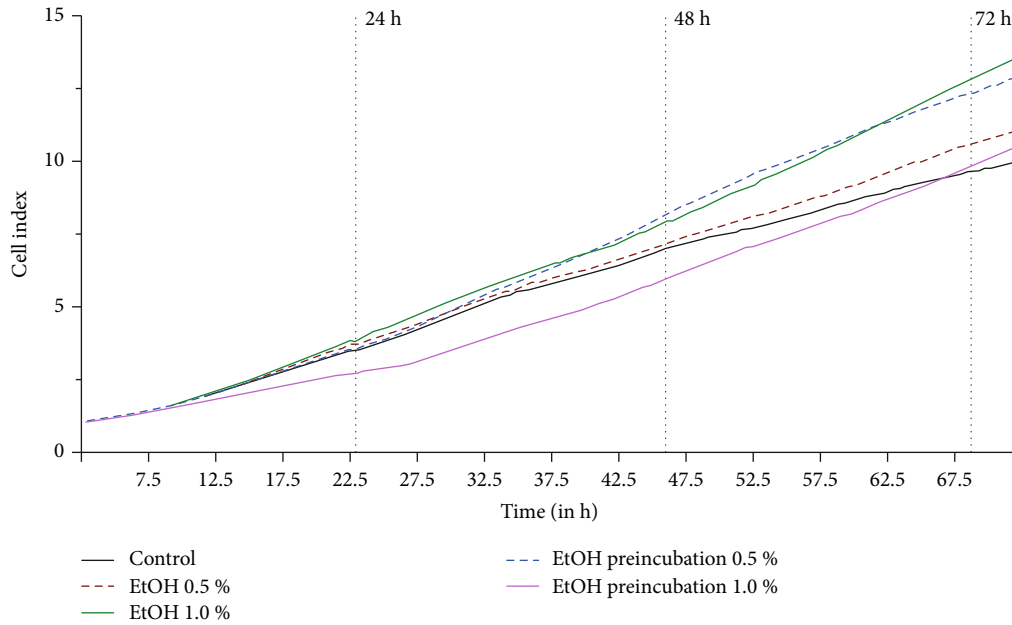 15
24 h
48 h
72 h
10
Cell index
5
0
7.5 12.5 17.5 22.5 27.5 32.5 37.5 42.5 47.5 52.5 57.5 62.5 67.5
Time (in h)
Control
EtOH 0.5 %
EtOH 1.0 %
EtOH preincubation 0.5 %
EtOH preincubation 1.0 %